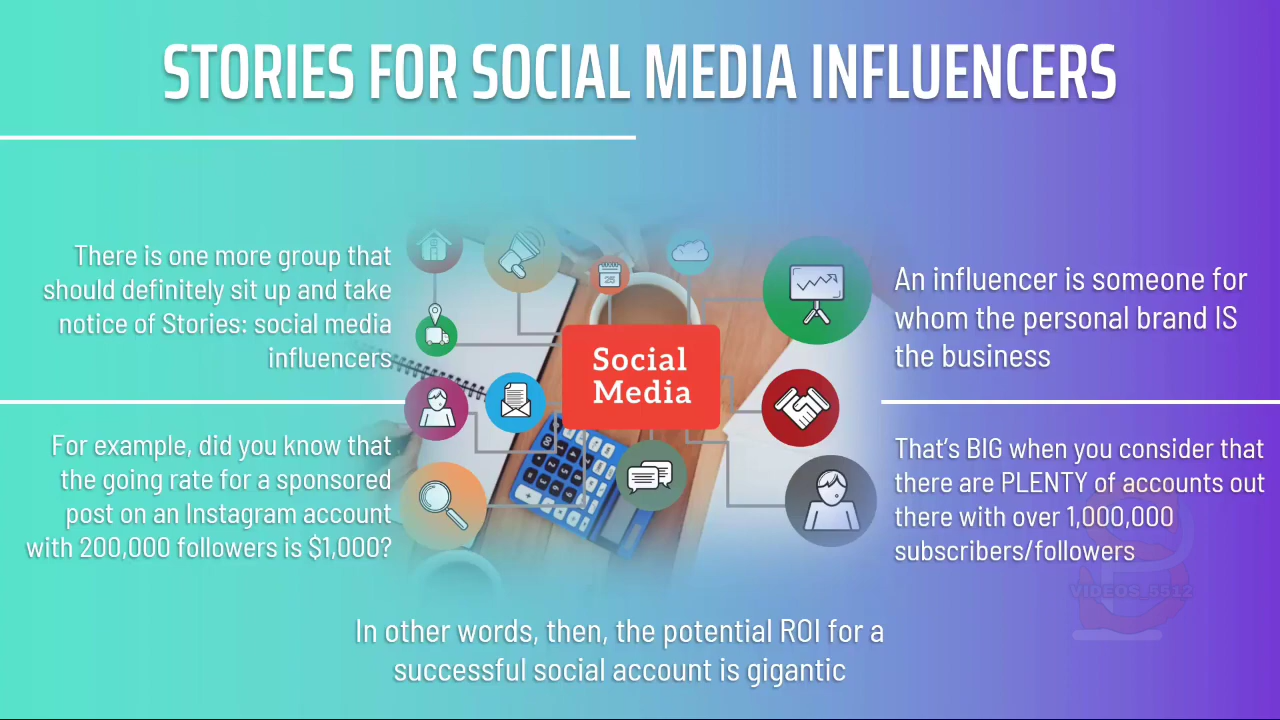 STORIES FOR SOCIAL MEDIA INFLUENCERS
There is one more group that
should definitely sit up and take
notice of Stories: social media
influencers
An influencer is someone for
whom the personal brand IS
the business
25
Social
Media
For example, did you know that
the going rate for a sponsored
post on an Instagram account
with 200,000 followers is $1,000?
That's BIG when you consider that
there are PLENTY of accounts out
there with over 1,000,000
subscribers/followers
VIDEOS_5512
In other words, then, the potential ROI for a
successful social account is gigantic